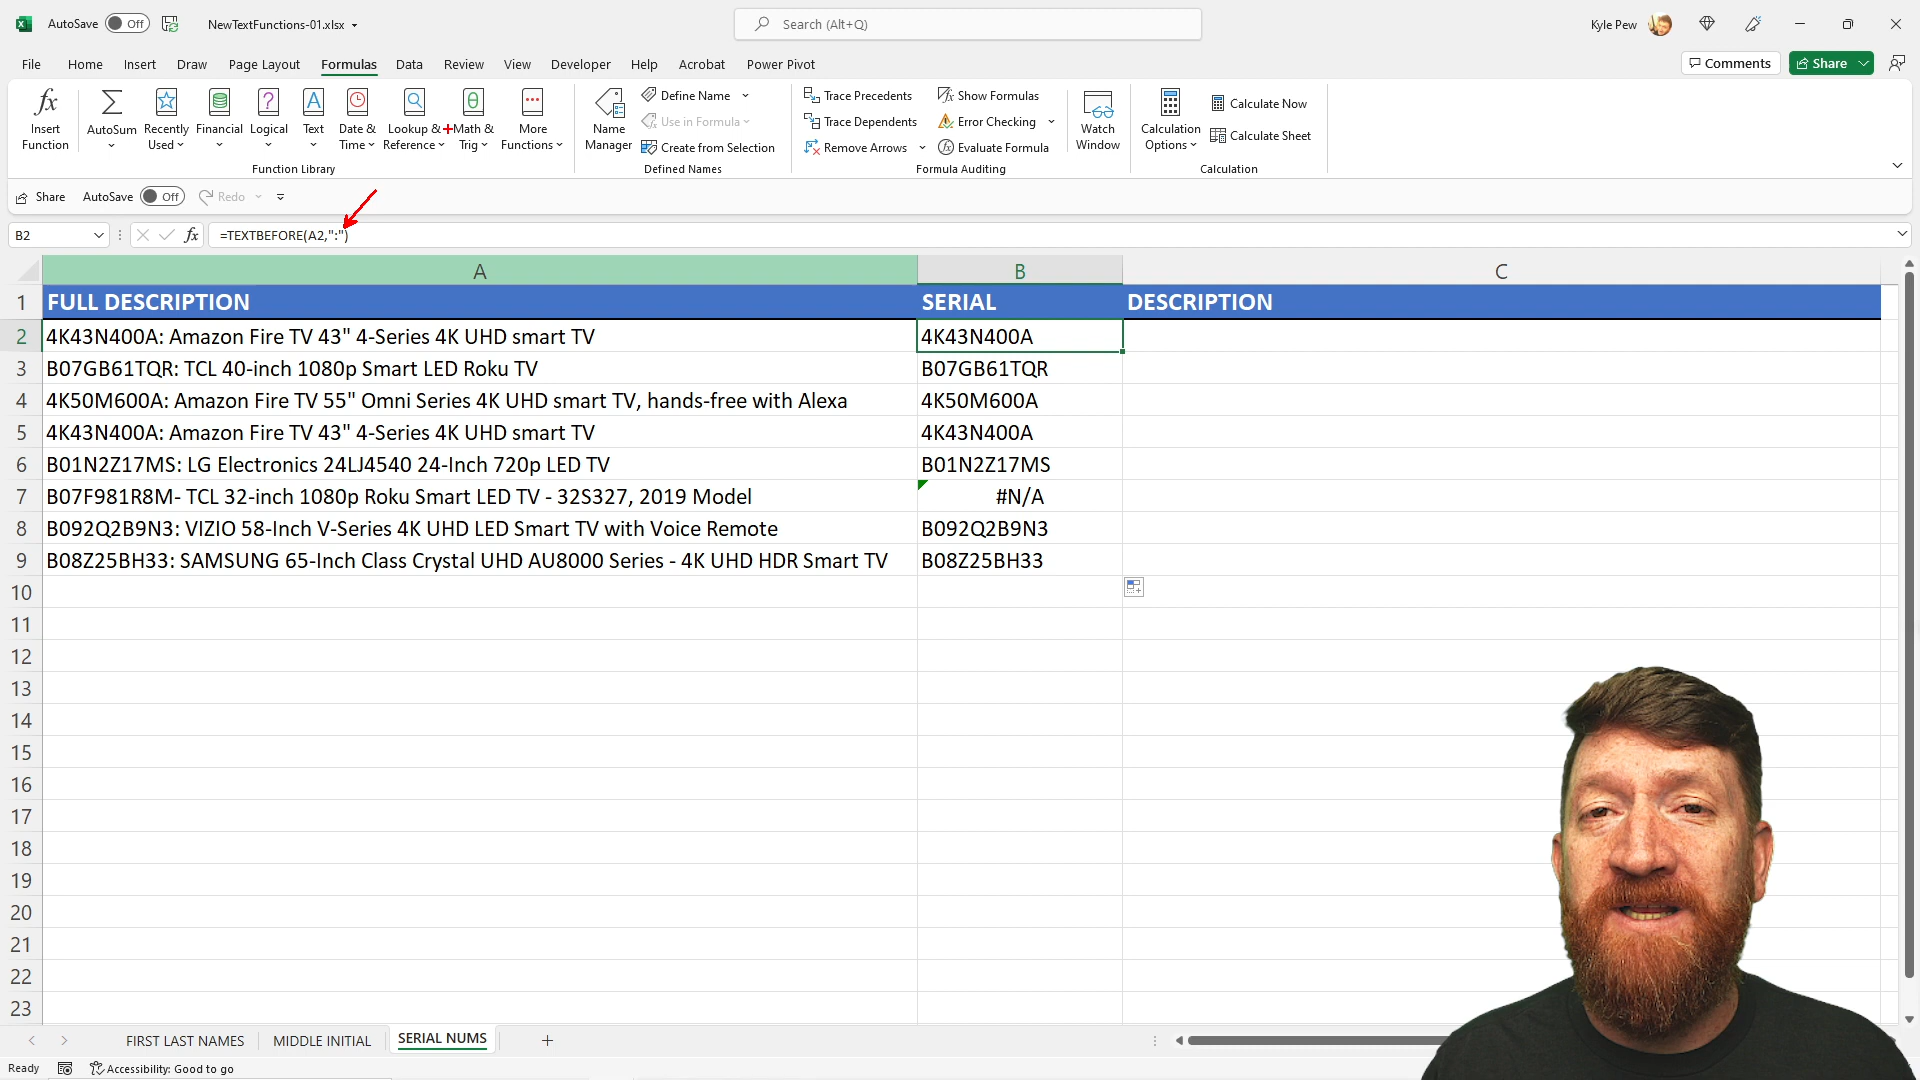 AutoSave Off NewTextFunctions-01.xlsx Search (Alt+Q) Kyle Pew
File Home Insert Draw Page Layout Formulas Data Review View Developer Help Acrobat Power Pivot Comments Share
Insert Function AutoSum Recently Used Financial Logical Text Date & Time Lookup & Reference Math & Trig More Functions
Function Library
Name Manager
Define Name
Use in Formula
Create from Selection
Defined Names
Trace Precedents Show Formulas
Trace Dependents Error Checking
Remove Arrows Evaluate Formula
Formula Auditing
Watch Window
Calculation Options
Calculate Now
Calculate Sheet
Calculation
Share AutoSave Off Redo
B2 fx =TEXTBEFORE(A2,":")
A B C
1 FULL DESCRIPTION SERIAL DESCRIPTION
2 4K43N400A: Amazon Fire TV 43" 4-Series 4K UHD smart TV 4K43N400A
3 B07GB61TQR: TCL 40-inch 1080p Smart LED Roku TV B07GB61TQR
4 4K50M600A: Amazon Fire TV 55" Omni Series 4K UHD smart TV, hands-free with Alexa 4K50M600A
5 4K43N400A: Amazon Fire TV 43" 4-Series 4K UHD smart TV 4K43N400A
6 B01N2Z17MS: LG Electronics 24LJ4540 24-Inch 720p LED TV B01N2Z17MS
7 B07F981R8M- TCL 32-inch 1080p Roku Smart LED TV - 32S327, 2019 Model #N/A
8 B092Q2B9N3: VIZIO 58-Inch V-Series 4K UHD LED Smart TV with Voice Remote B092Q2B9N3
9 B08Z25BH33: SAMSUNG 65-Inch Class Crystal UHD AU8000 Series - 4K UHD HDR Smart TV B08Z25BH33
10
11
12
13
14
15
16
17
18
19
20
21
22
23
FIRST LAST NAMES MIDDLE INITIAL SERIAL NUMS
Ready Accessibility: Good to go